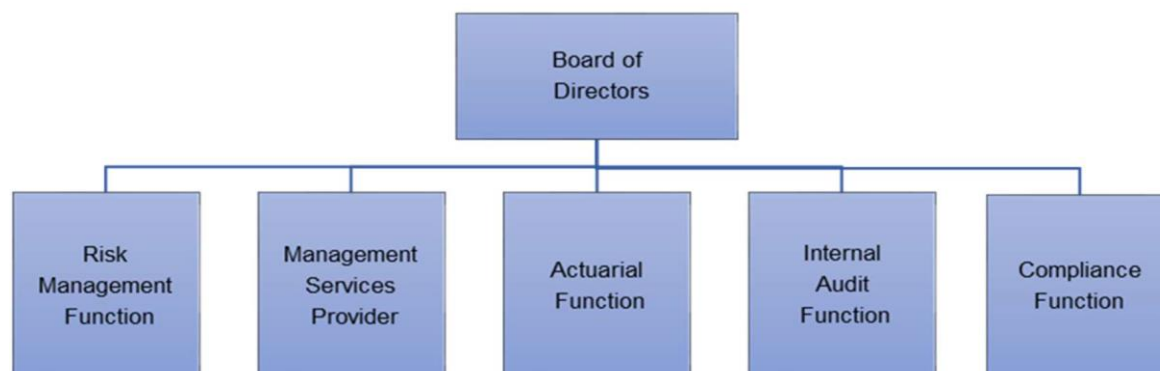 Board of
Directors
Risk
Management
Function
Management
Services
Provider
Actuarial
Function
Internal
Audit
Function
Compliance
Function